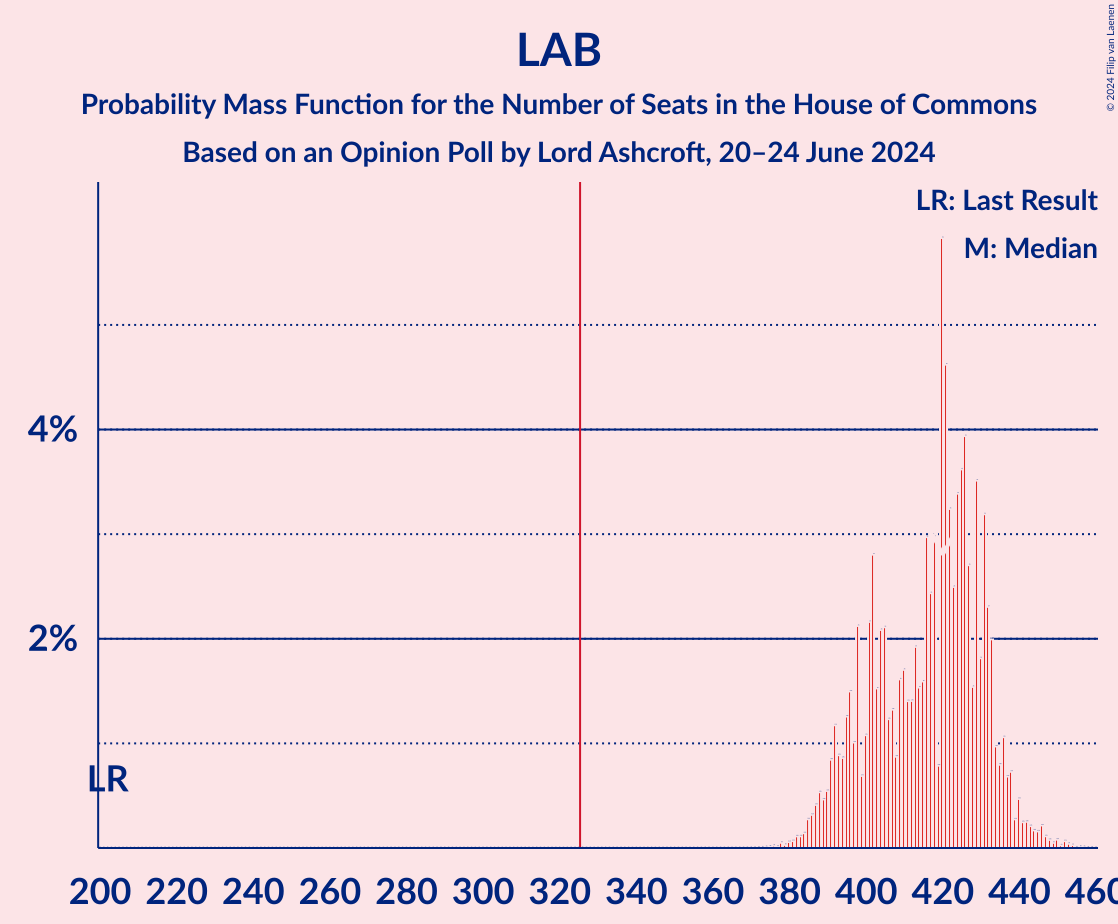 LAB
Probability Mass Function for the Number of Seats in the House of Commons
Based on an Opinion Poll by Lord Ashcroft, 20–24 June 2024
© 2024 Filip van Laenen
LR: Last Result
M: Median
4%
2%
LR
200 220 240 260 280 300 320 340 360 380 400 420 440 460